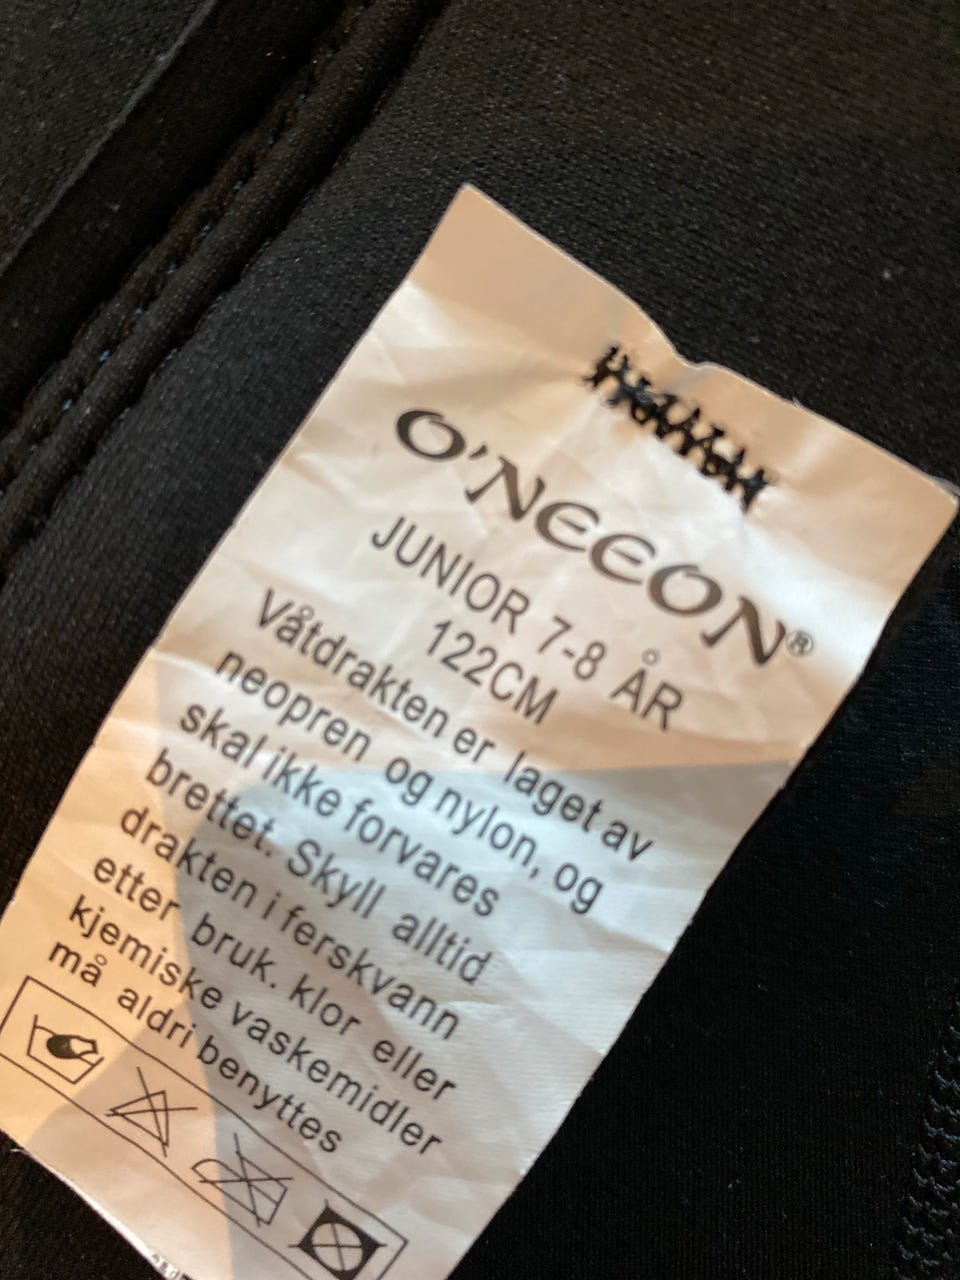 O'NEEON®
JUNIOR 7-8 ÅR
122CM
Våtdrakten er laget av
neopren og nylon, og
skal ikke forvares
brettet. Skyll alltid
drakten i ferskvann
etter bruk. klor eller
kjemiske vaskemidler
må aldri benyttes